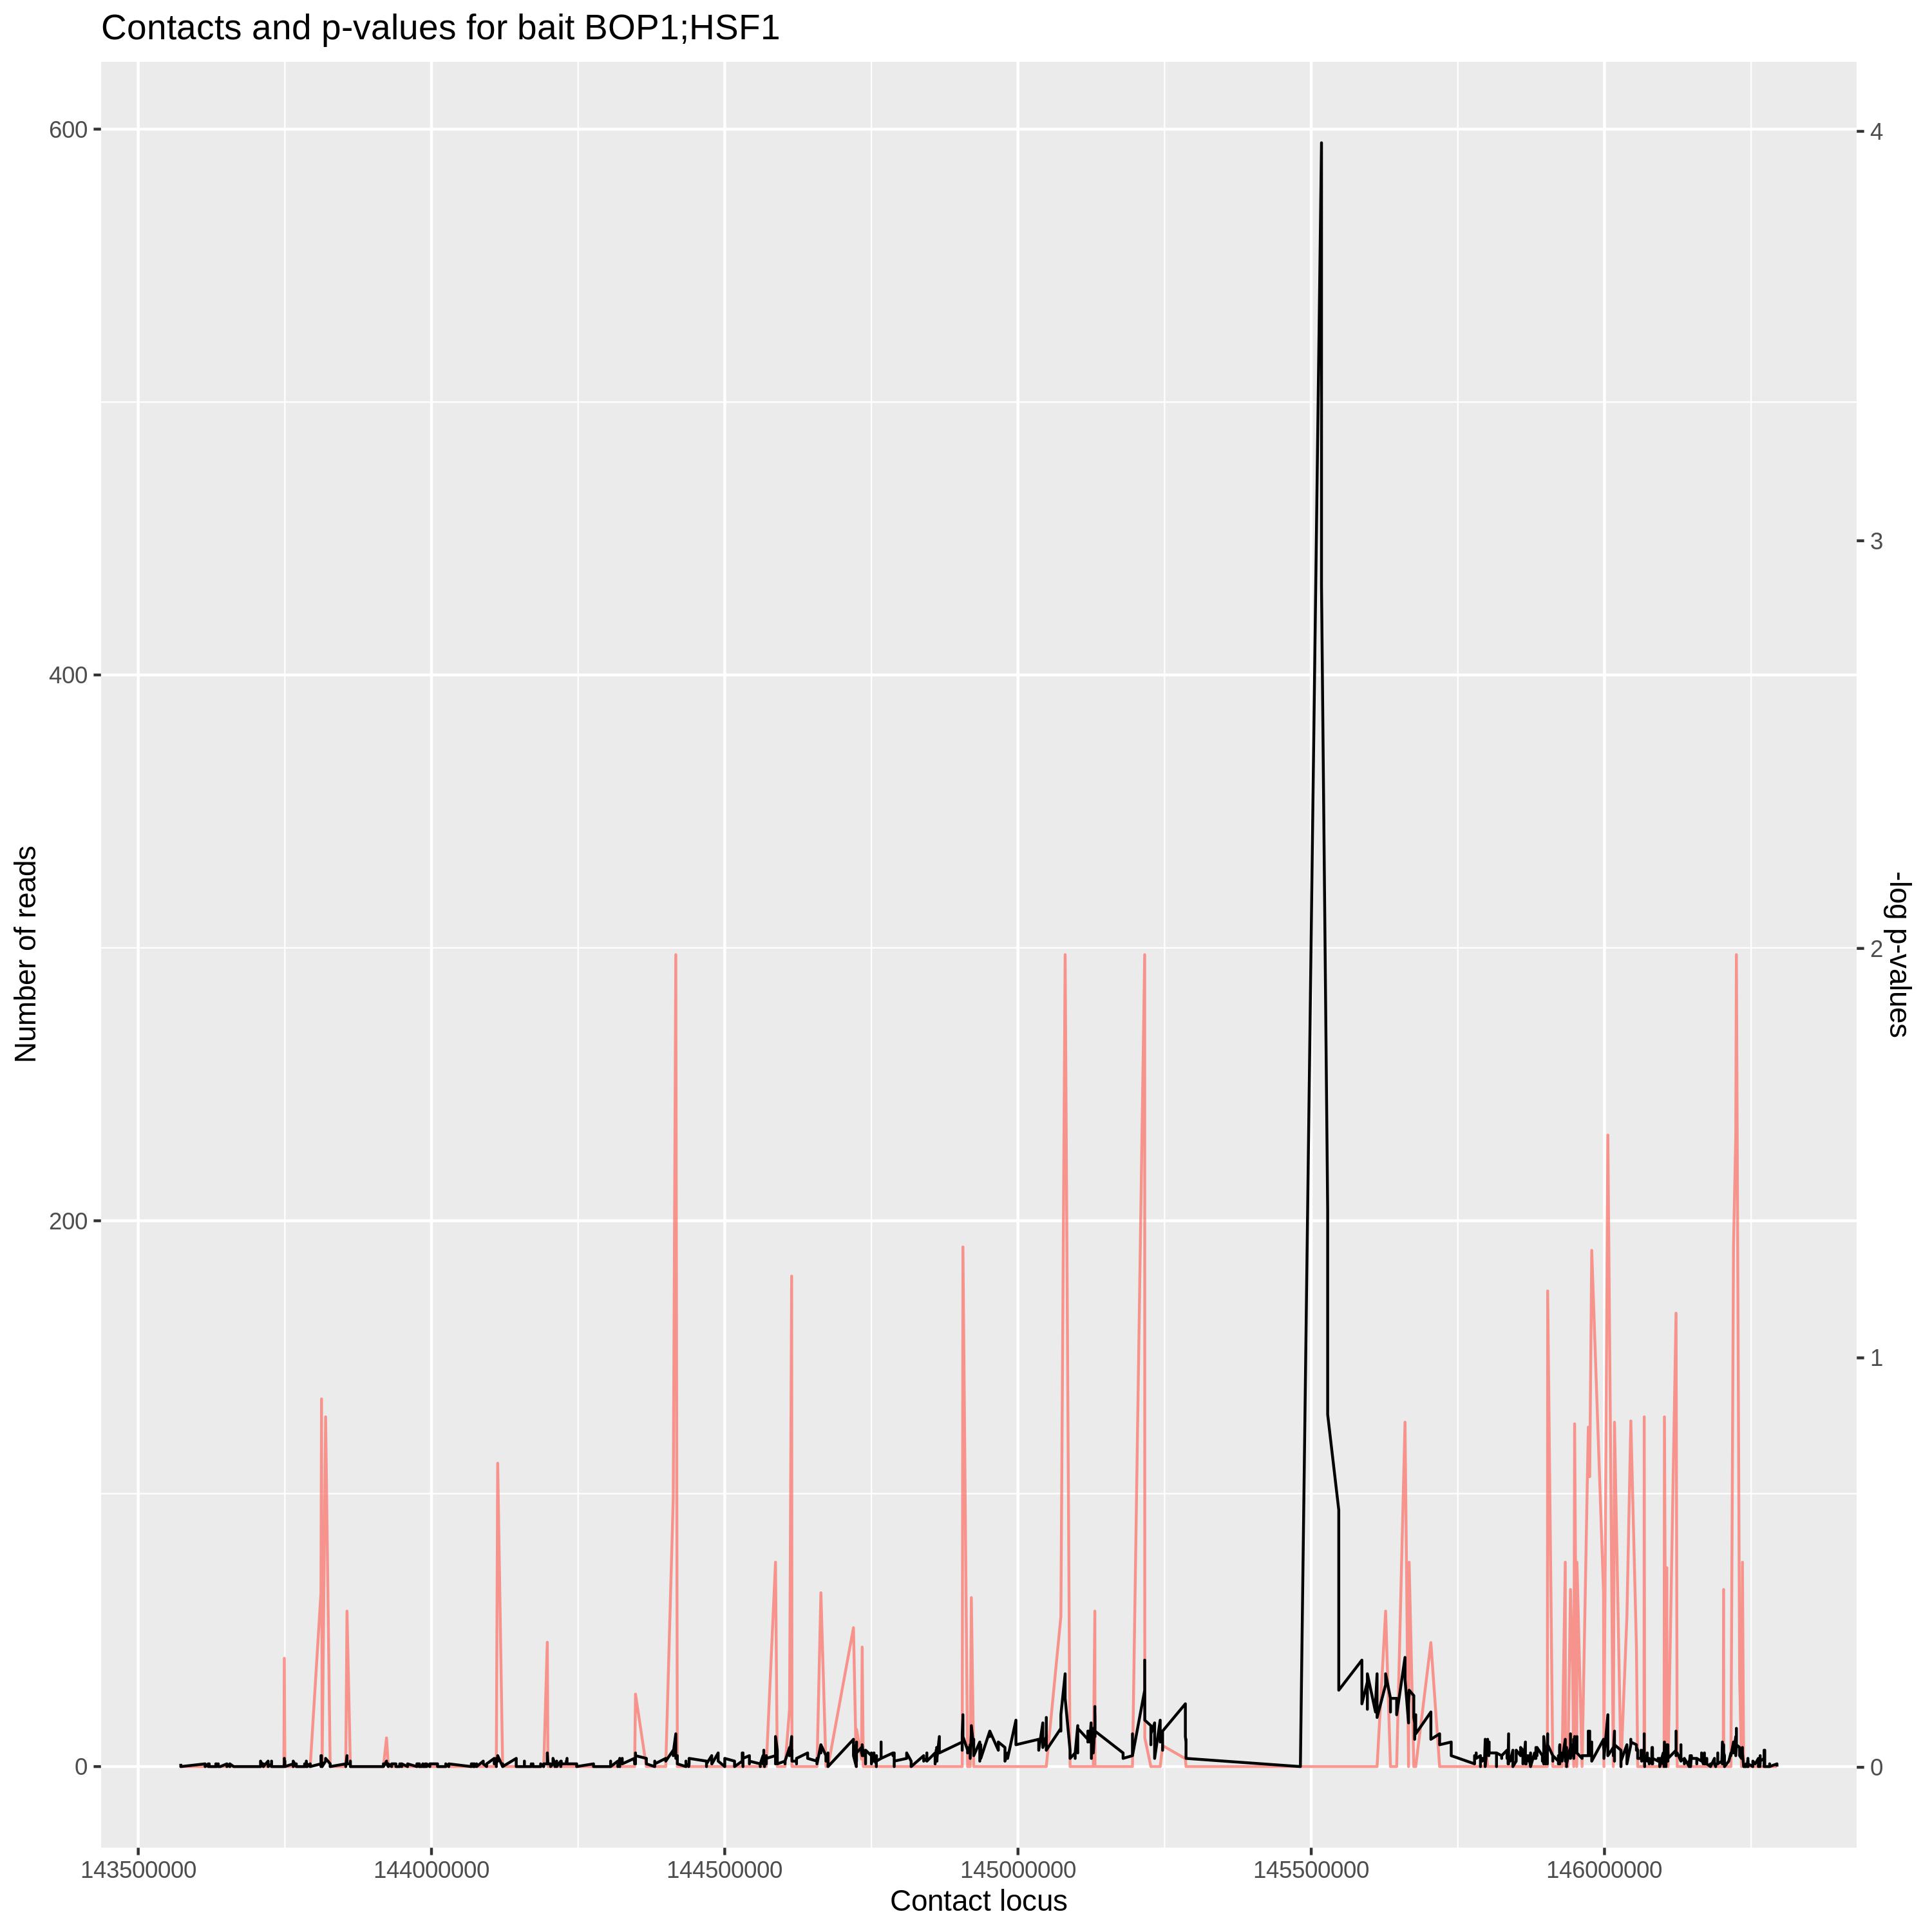 Contacts and p-values for bait BOP1;HSF1
600
400
200
0
Number of reads
4
3
2
1
0
-log p-values
143500000 144000000 144500000 145000000 145500000 146000000
Contact locus